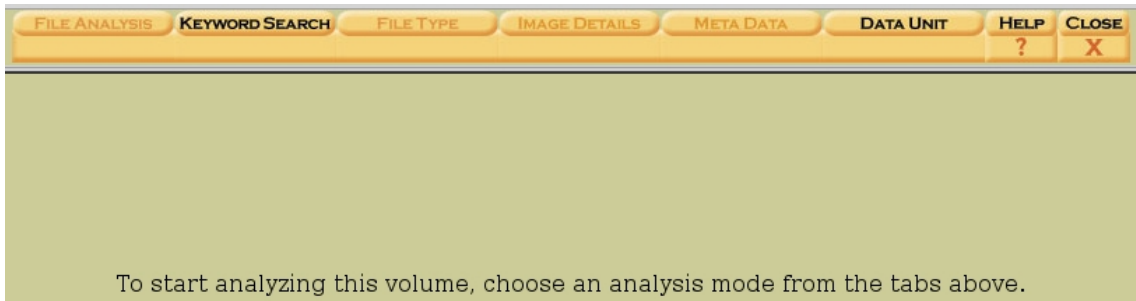 FILE ANALYSIS KEYWORD SEARCH FILE TYPE IMAGE DETAILS META DATA DATA UNIT HELP CLOSE
? X
To start analyzing this volume, choose an analysis mode from the tabs above.